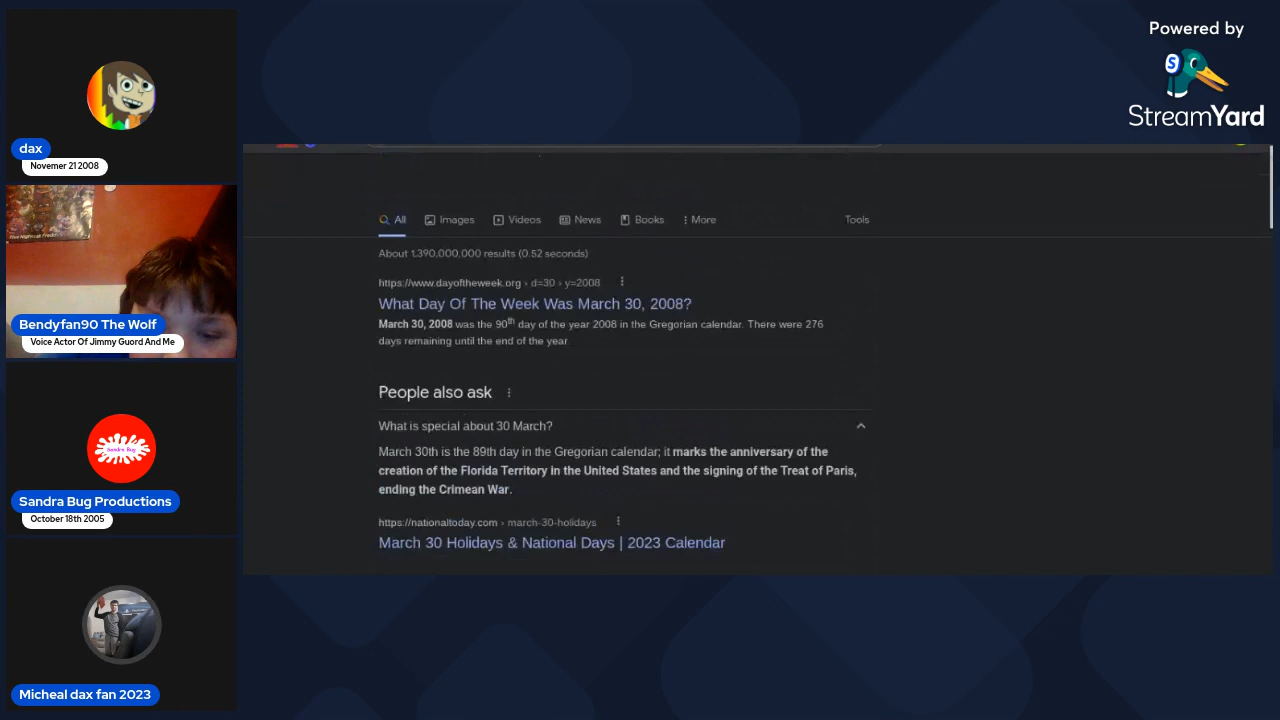 Powered by
StreamYard
dax
Novemer 21 2008
Bendyfan90 The Wolf
Voice Actor Of Jimmy Guord And Me
Sandra Bug
Sandra Bug Productions
October 18th 2005
Micheal dax fan 2023
All
Images
Videos
News
Books
More
Tools
About 1,390,000,000 results (0.52 seconds)
https://www.dayoftheweek.org › d=30 › y=2008
What Day Of The Week Was March 30, 2008?
March 30, 2008 was the 90th day of the year 2008 in the Gregorian calendar. There were 276
days remaining until the end of the year.
People also ask
What is special about 30 March?
March 30th is the 89th day in the Gregorian calendar; it marks the anniversary of the
creation of the Florida Territory in the United States and the signing of the Treat of Paris,
ending the Crimean War.
https://nationaltoday.com › march-30-holidays
March 30 Holidays & National Days | 2023 Calendar